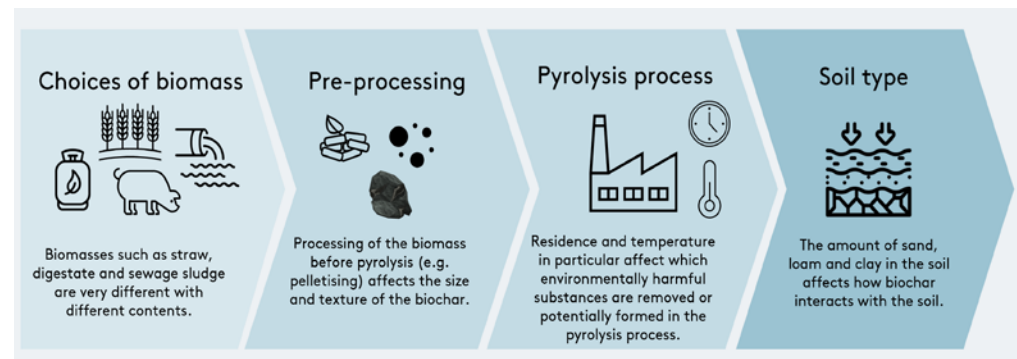 Choices of biomass
Biomasses such as straw,
digestate and sewage sludge
are very different with
different contents.
Pre-processing
Processing of the biomass
before pyrolysis (e.g.
pelletising) affects the size
and texture of the biochar.
Pyrolysis process
Residence and temperature
in particular affect which
environmentally harmful
substances are removed or
potentially formed in the
pyrolysis process.
Soil type
The amount of sand,
loam and clay in the soil
affects how biochar
interacts with the soil.